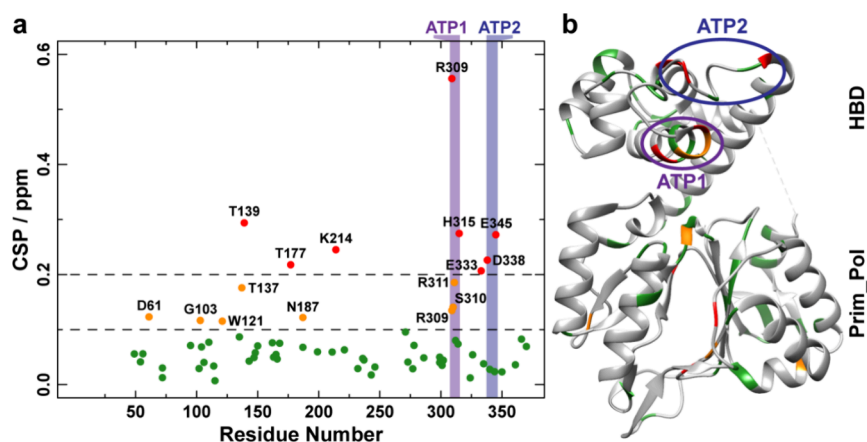 a
ATP1 ATP2
0.6
R309
0.4
CSP / ppm
T139
H315 E345
K214
T177
D338
E333
0.2
T137
R311
S310
D61
G103
W121
N187
R309
0.0
50 100 150 200 250 300 350
Residue Number
b
ATP2
HBD
ATP1
Prim_Pol